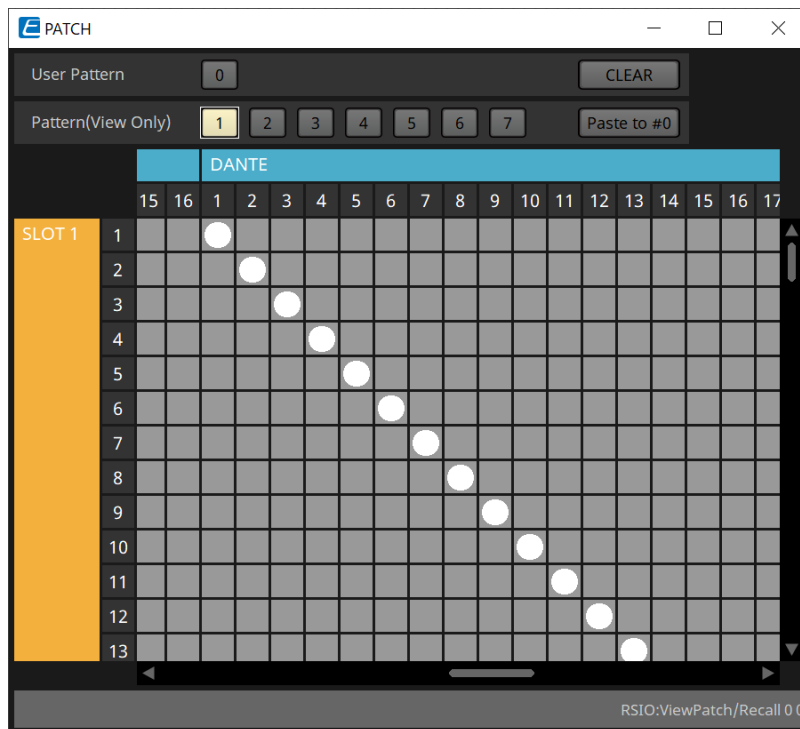 E PATCH
User Pattern 0 CLEAR
Pattern(View Only) 1 2 3 4 5 6 7 Paste to #0
DANTE
15 16 1 2 3 4 5 6 7 8 9 10 11 12 13 14 15 16 17
SLOT 1 1
2
3
4
5
6
7
8
9
10
11
12
13
RSIO:ViewPatch/Recall 0 0